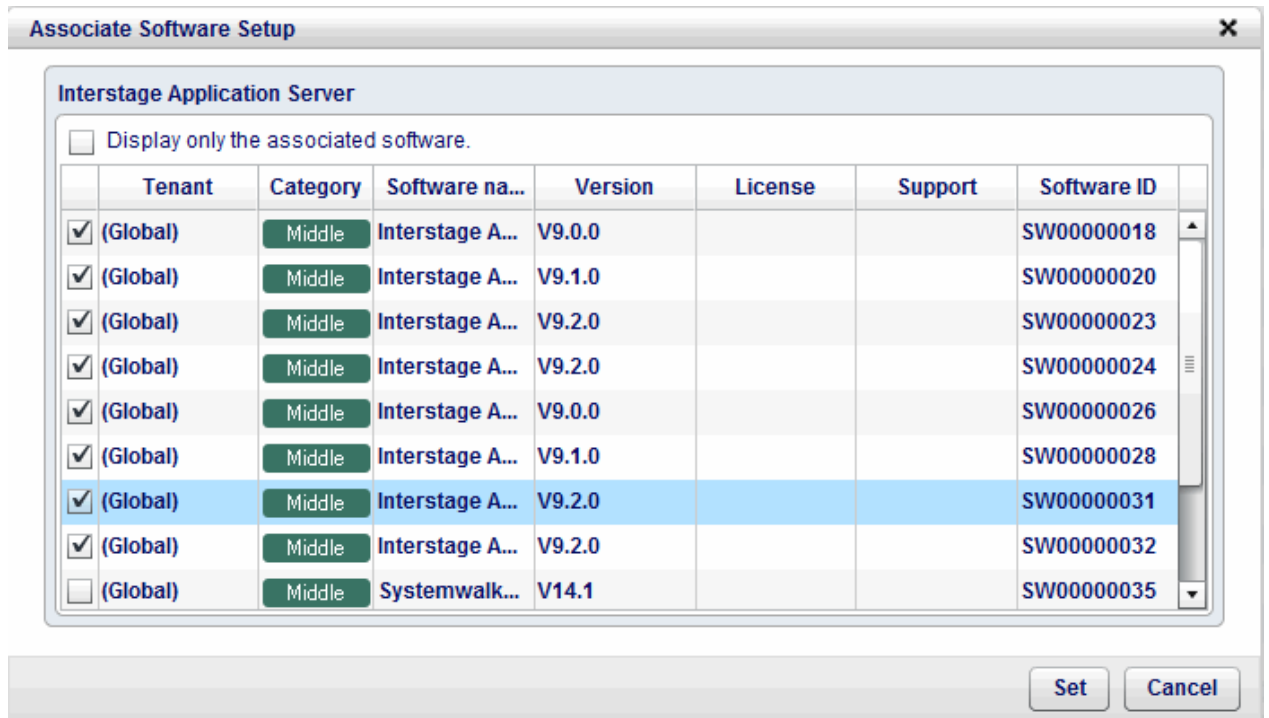 Associate Software Setup
Interstage Application Server
Display only the associated software.
Tenant Category Software na... Version License Support Software ID
(Global) Middle Interstage A... V9.0.0 SW00000018
(Global) Middle Interstage A... V9.1.0 SW00000020
(Global) Middle Interstage A... V9.2.0 SW00000023
(Global) Middle Interstage A... V9.2.0 SW00000024
(Global) Middle Interstage A... V9.0.0 SW00000026
(Global) Middle Interstage A... V9.1.0 SW00000028
(Global) Middle Interstage A... V9.2.0 SW00000031
(Global) Middle Interstage A... V9.2.0 SW00000032
(Global) Middle Systemwalk... V14.1 SW00000035
Set Cancel